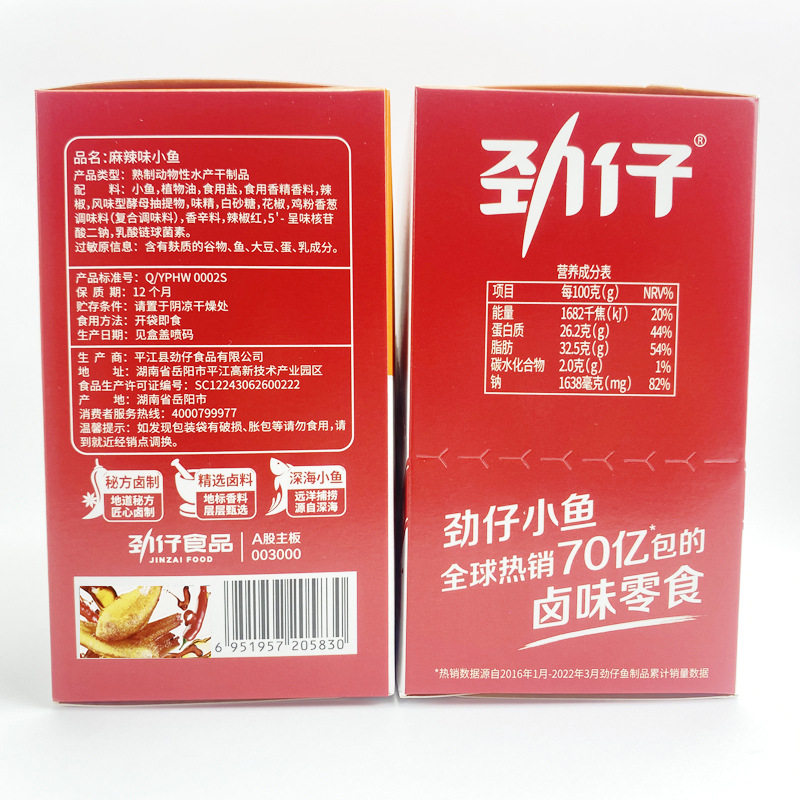 品名：麻辣味小鱼
产品类型：熟制动物性水产干制品
配 料：小鱼,植物油,食用盐,食用香精香料,辣
椒,风味型酵母抽提物,味精,白砂糖,花椒,鸡粉香葱
调味料(复合调味料),香辛料,辣椒红,5'-呈味核苷
酸二钠,乳酸链球菌素。
过敏原信息：含有麸质的谷物、鱼、大豆、蛋、乳成分。
产品标准号：Q/YPHW 0002S
保 质 期：12个月
贮存条件：请置于阴凉干燥处
食用方法：开袋即食
生产日期：见盒盖喷码
生 产 商：平江县劲仔食品有限公司
地 址：湖南省岳阳市平江高新技术产业园区
食品生产许可证编号：SC12243062600222
产 地：湖南省岳阳市
消费者服务热线：4000799977
温馨提示：如发现包装袋有破损、胀包等请勿食用,请
到就近经销点调换。
秘方卤制
地道秘方
匠心卤制
精选卤料
地标香料
层层甄选
深海小鱼
远洋捕捞
源自深海
劲仔食品
JINZAI FOOD
A股主板
003000
6 951957 205830
劲仔®
营养成分表
项目 每100克(g) NRV%
能量 1682千焦(kJ) 20%
蛋白质 26.2克(g) 44%
脂肪 32.5克(g) 54%
碳水化合物 2.0克(g) 1%
钠 1638毫克(mg) 82%
劲仔小鱼
全球热销70亿*包的
卤味零食
*热销数据源自2016年1月-2022年3月劲仔鱼制品累计销量数据